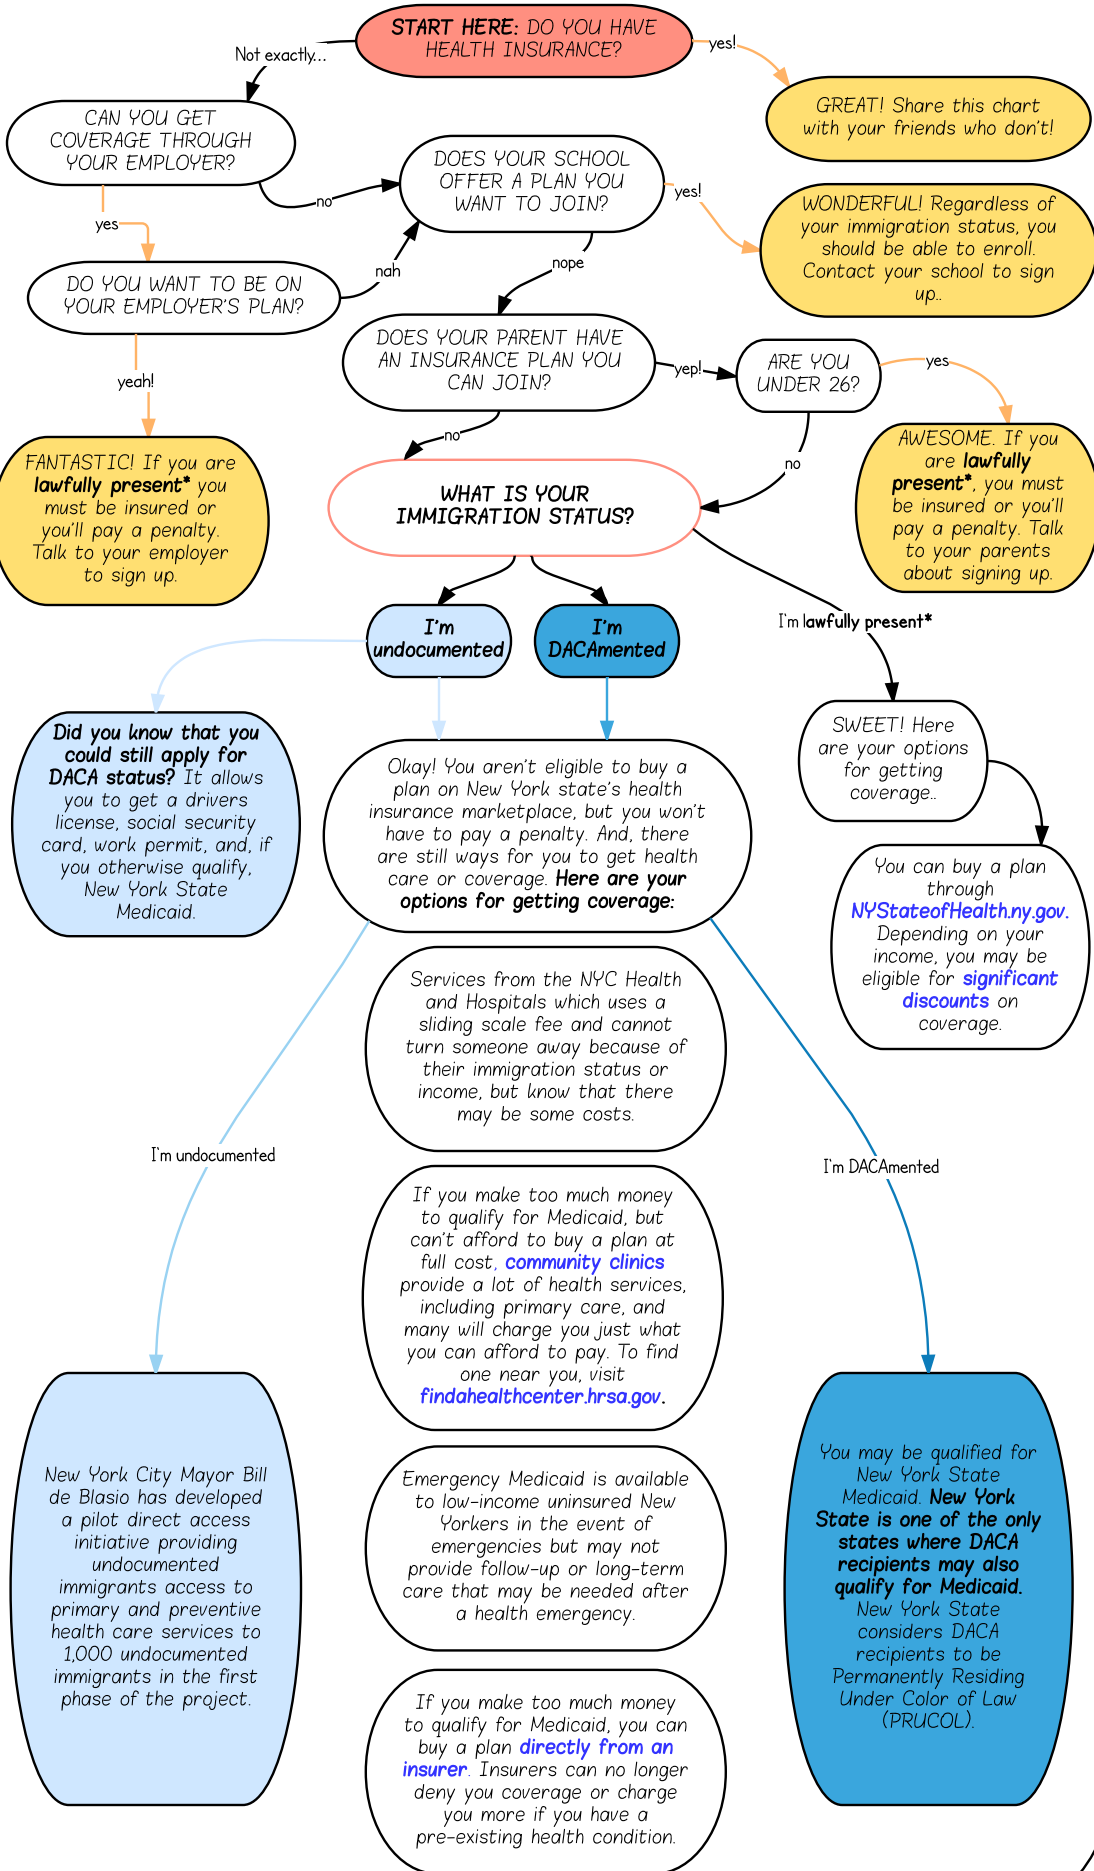 START HERE: DO YOU HAVE
HEALTH INSURANCE?
Not exactly...
yes!
GREAT! Share this chart
with your friends who don't!
CAN YOU GET
COVERAGE THROUGH
YOUR EMPLOYER?
no
yes
DOES YOUR SCHOOL
OFFER A PLAN YOU
WANT TO JOIN?
yes!
WONDERFUL! Regardless of
your immigration status, you
should be able to enroll.
Contact your school to sign
up..
DO YOU WANT TO BE ON
YOUR EMPLOYER'S PLAN?
nah
nope
yeah!
DOES YOUR PARENT HAVE
AN INSURANCE PLAN YOU
CAN JOIN?
yep!
ARE YOU
UNDER 26?
yes
no
no
FANTASTIC! If you are
lawfully present* you
must be insured or
you'll pay a penalty.
Talk to your employer
to sign up.
WHAT IS YOUR
IMMIGRATION STATUS?
AWESOME. If you
are lawfully
present*, you must
be insured or you'll
pay a penalty. Talk
to your parents
about signing up.
I'm
undocumented
I'm
DACAmented
I'm lawfully present*
Did you know that you
could still apply for
DACA status? It allows
you to get a drivers
license, social security
card, work permit, and, if
you otherwise qualify,
New York State
Medicaid.
Okay! You aren't eligible to buy a
plan on New York state's health
insurance marketplace, but you won't
have to pay a penalty. And, there
are still ways for you to get health
care or coverage. Here are your
options for getting coverage:
SWEET! Here
are your options
for getting
coverage..
You can buy a plan
through
NYStateofHealth.ny.gov.
Depending on your
income, you may be
eligible for significant
discounts on
coverage.
Services from the NYC Health
and Hospitals which uses a
sliding scale fee and cannot
turn someone away because of
their immigration status or
income, but know that there
may be some costs.
I'm undocumented
I'm DACAmented
If you make too much money
to qualify for Medicaid, but
can't afford to buy a plan at
full cost, community clinics
provide a lot of health services,
including primary care, and
many will charge you just what
you can afford to pay. To find
one near you, visit
findahealthcenter.hrsa.gov.
New York City Mayor Bill
de Blasio has developed
a pilot direct access
initiative providing
undocumented
immigrants access to
primary and preventive
health care services to
1,000 undocumented
immigrants in the first
phase of the project.
Emergency Medicaid is available
to low-income uninsured New
Yorkers in the event of
emergencies but may not
provide follow-up or long-term
care that may be needed after
a health emergency.
You may be qualified for
New York State
Medicaid. New York
State is one of the only
states where DACA
recipients may also
qualify for Medicaid.
New York State
considers DACA
recipients to be
Permanently Residing
Under Color of Law
(PRUCOL).
If you make too much money
to qualify for Medicaid, you can
buy a plan directly from an
insurer. Insurers can no longer
deny you coverage or charge
you more if you have a
pre-existing health condition.